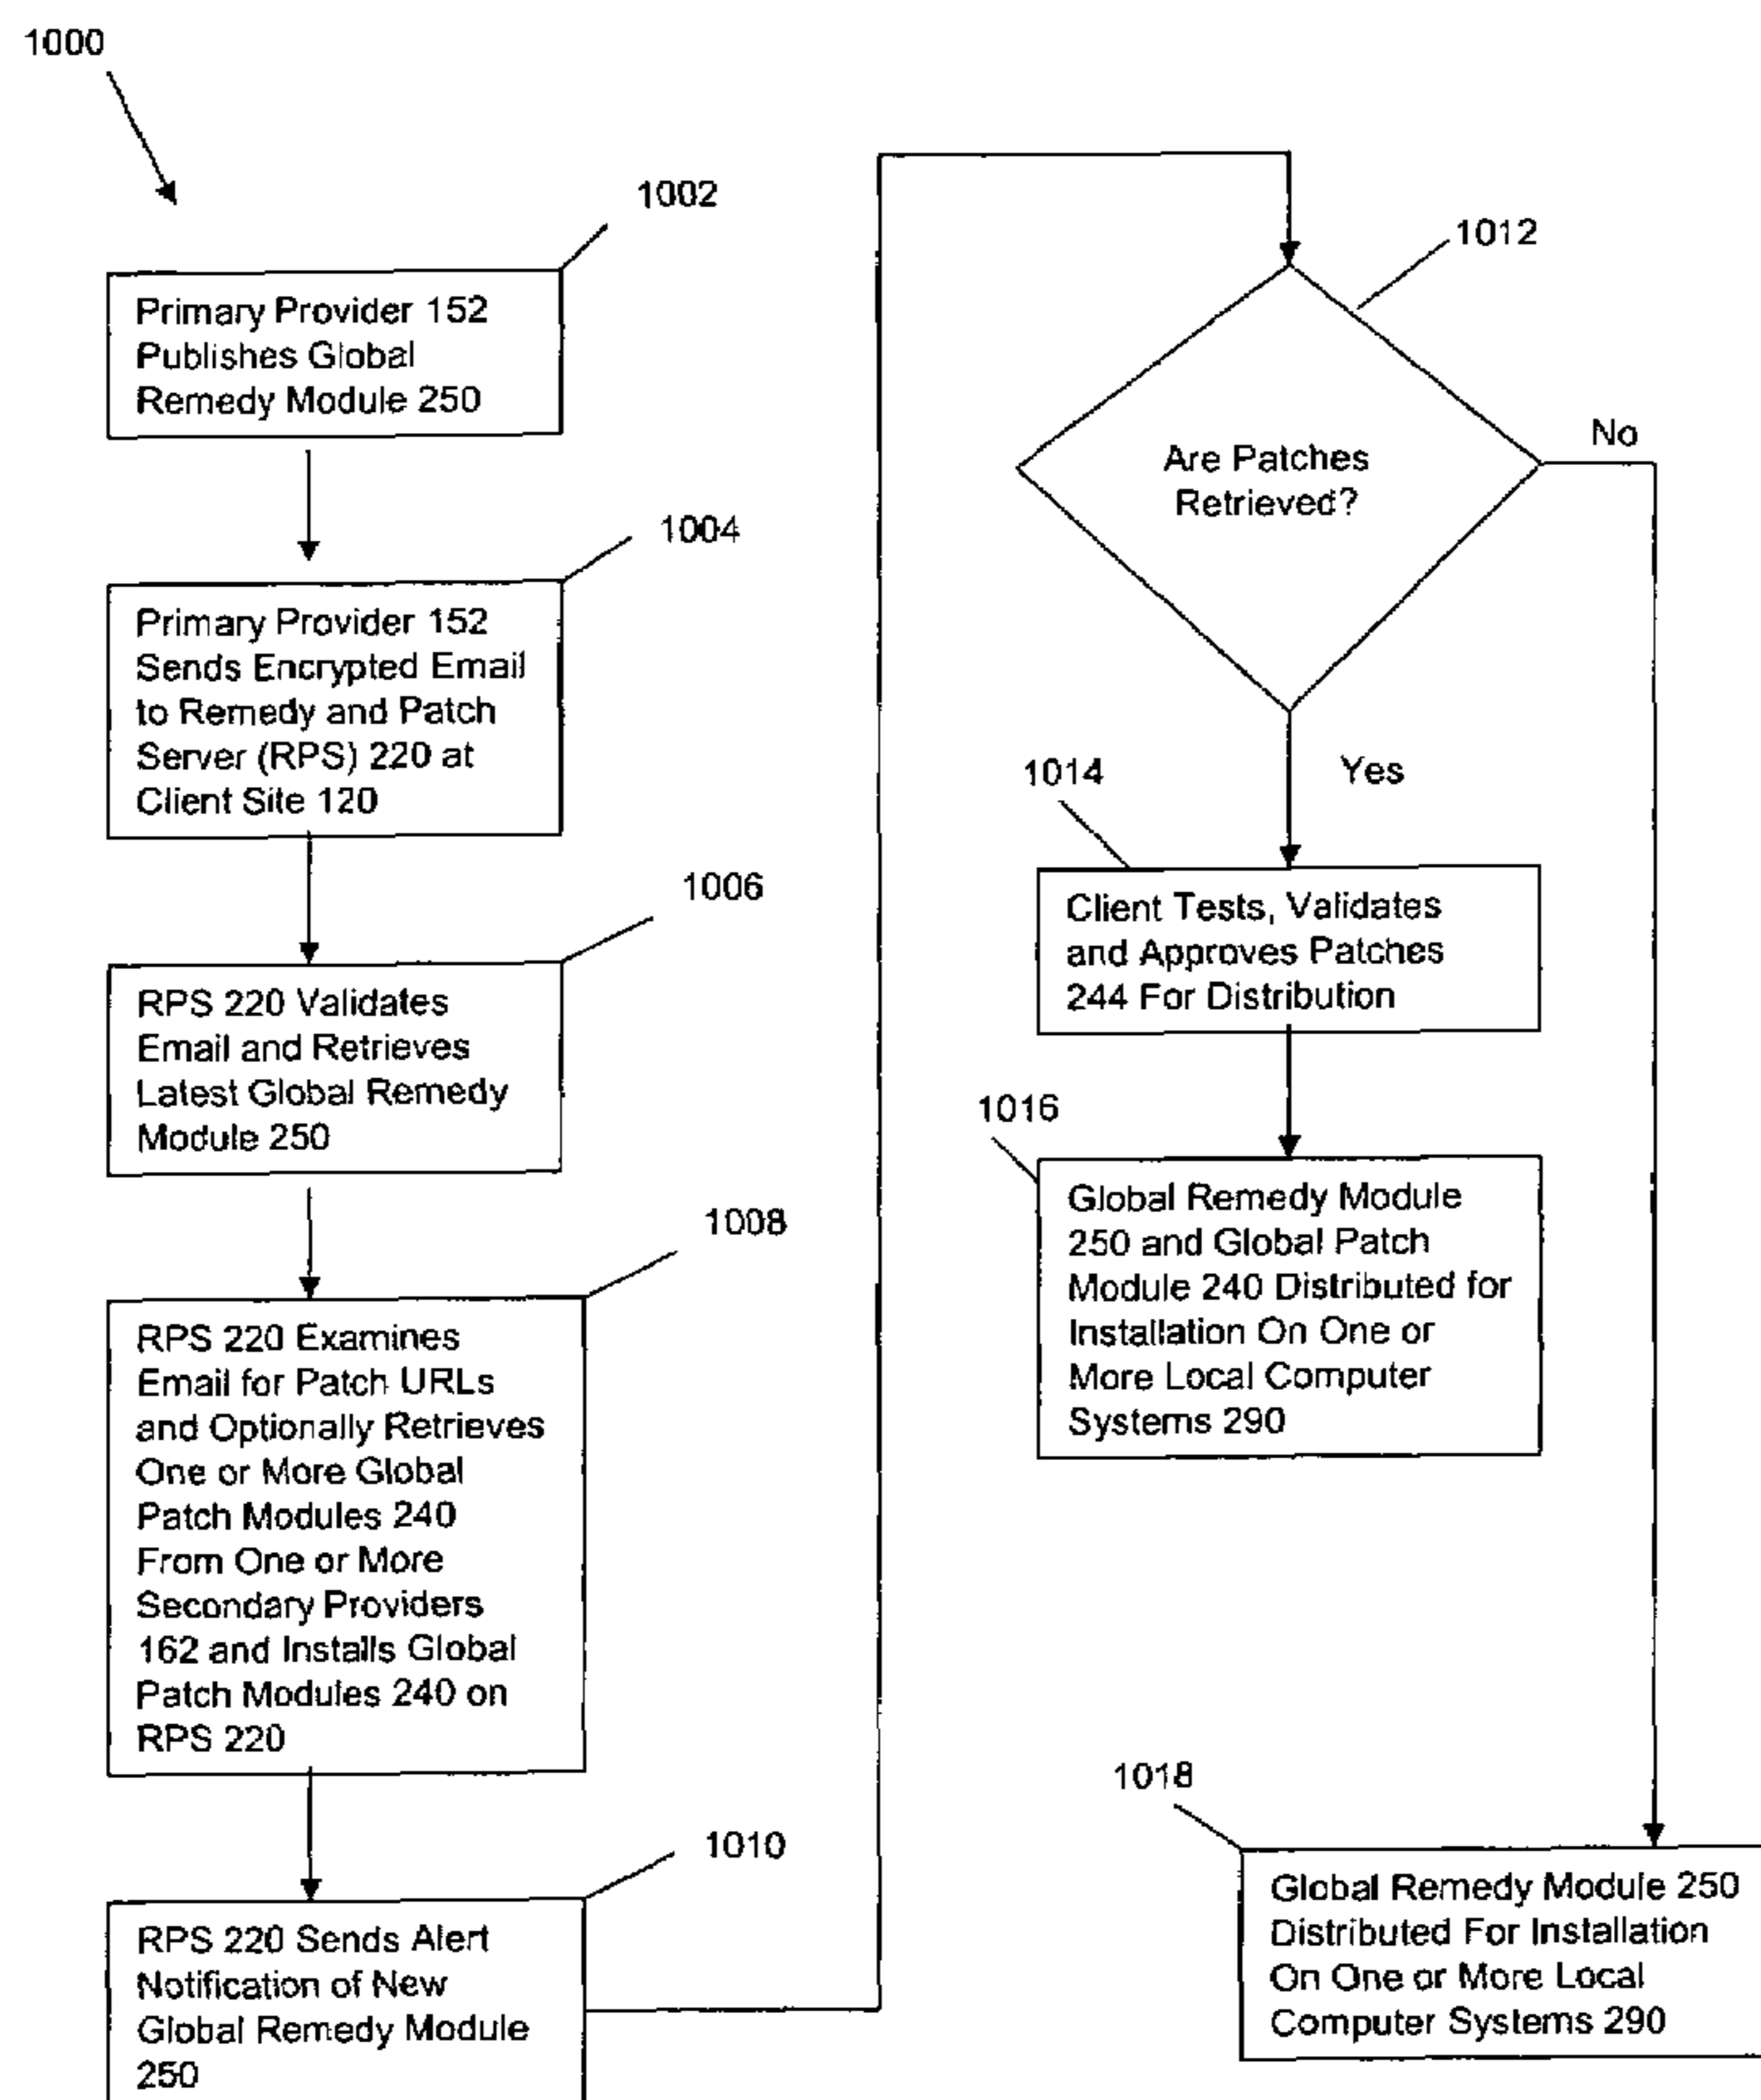 1000
1002
Primary Provider 152
Publishes Global
Remedy Module 250
1004
Primary Provider 152
Sends Encrypted Email
to Remedy and Patch
Server (RPS) 220 at
Client Site 120
1006
RPS 220 Validates
Email and Retrieves
Latest Global Remedy
Module 250
1008
RPS 220 Examines
Email for Patch URLs
and Optionally Retrieves
One or More Global
Patch Modules 240
From One or More
Secondary Providers
162 and Installs Global
Patch Modules 240 on
RPS 220
1010
RPS 220 Sends Alert
Notification of New
Global Remedy Module
250
1012
Are Patches
Retrieved?
No
Yes
1014
Client Tests, Validates
and Approves Patches
244 For Distribution
1016
Global Remedy Module
250 and Global Patch
Module 240 Distributed for
Installation On One or
More Local Computer
Systems 290
1018
Global Remedy Module 250
Distributed For Installation
On One or More Local
Computer Systems 290